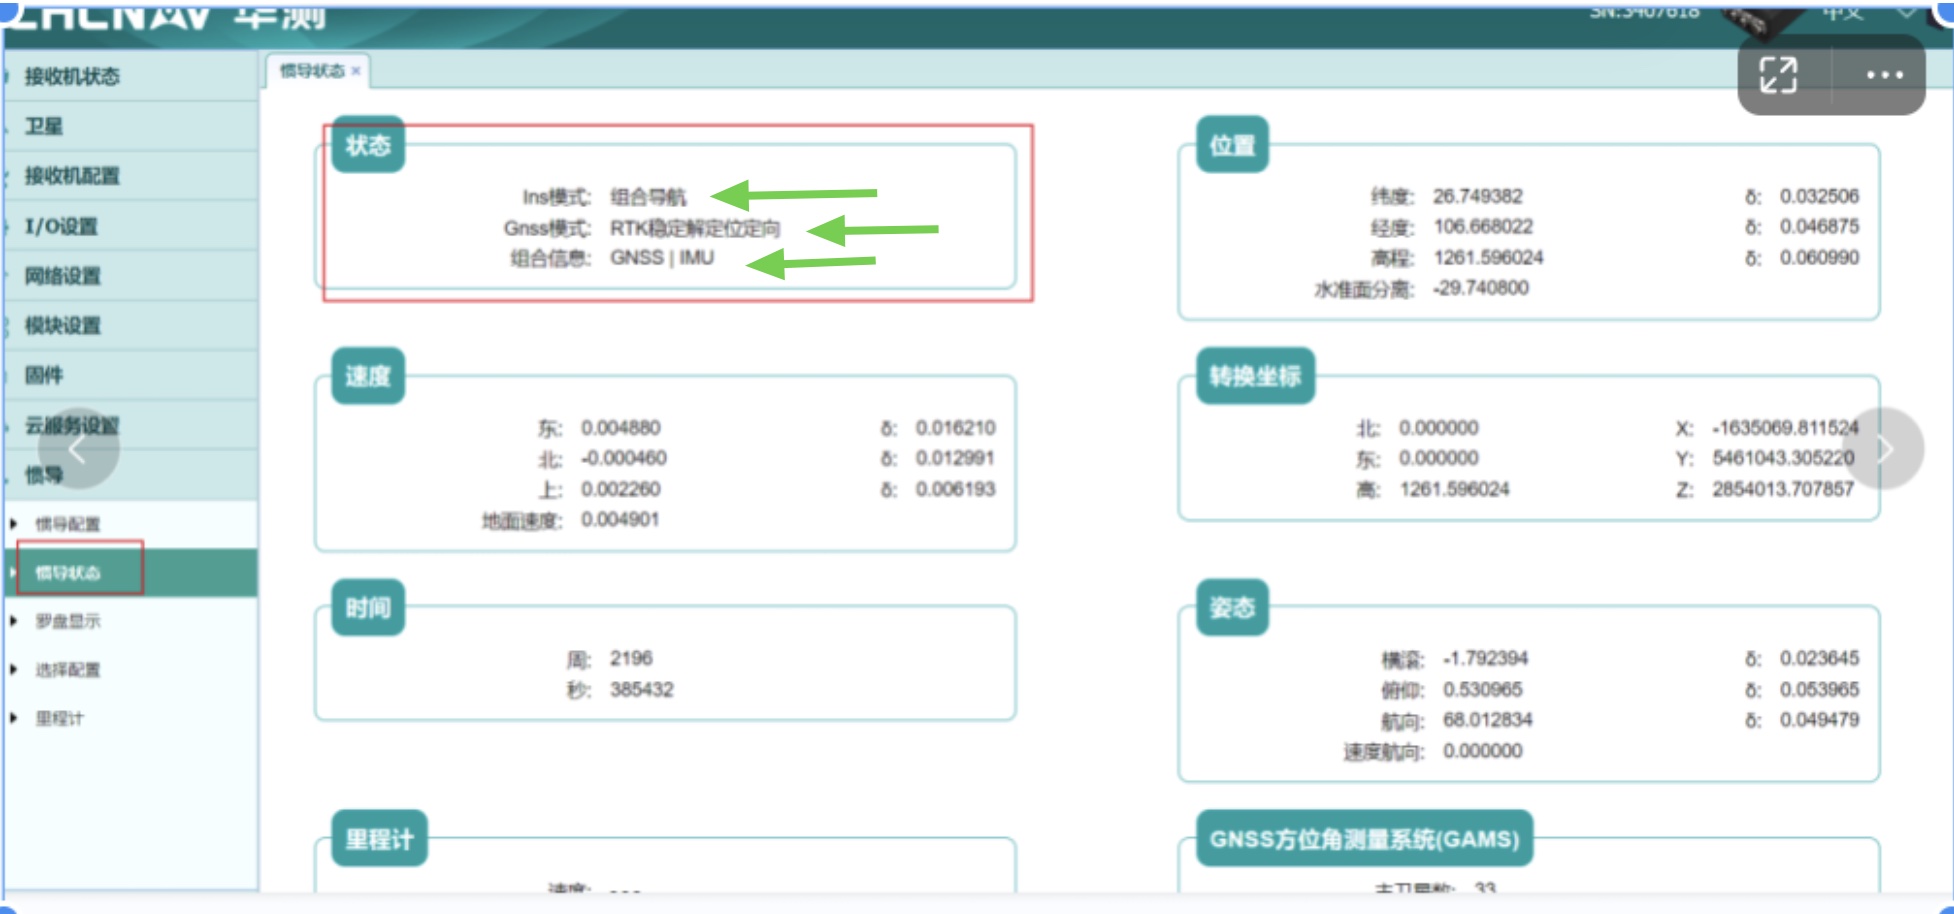 华测
SN:3407618
中文
接收机状态
卫星
接收机配置
I/O设置
网络设置
模块设置
固件
云服务设置
惯导
惯导配置
惯导状态
罗盘显示
选择配置
里程计
惯导状态 ×
状态
Ins模式: 组合导航
Gnss模式: RTK稳定解定位定向
组合信息: GNSS | IMU
位置
纬度: 26.749382 δ: 0.032506
经度: 106.668022 δ: 0.046875
高程: 1261.596024 δ: 0.060990
水准面分离: -29.740800
速度
东: 0.004880 δ: 0.016210
北: -0.000460 δ: 0.012991
上: 0.002260 δ: 0.006193
地面速度: 0.004901
转换坐标
北: 0.000000 X: -1635069.811524
东: 0.000000 Y: 5461043.305220
高: 1261.596024 Z: 2854013.707857
时间
周: 2196
秒: 385432
姿态
横滚: -1.792394 δ: 0.023645
俯仰: 0.530965 δ: 0.053965
航向: 68.012834 δ: 0.049479
速度航向: 0.000000
里程计
速度: ---
GNSS方位角测量系统(GAMS)
主卫星数: 33